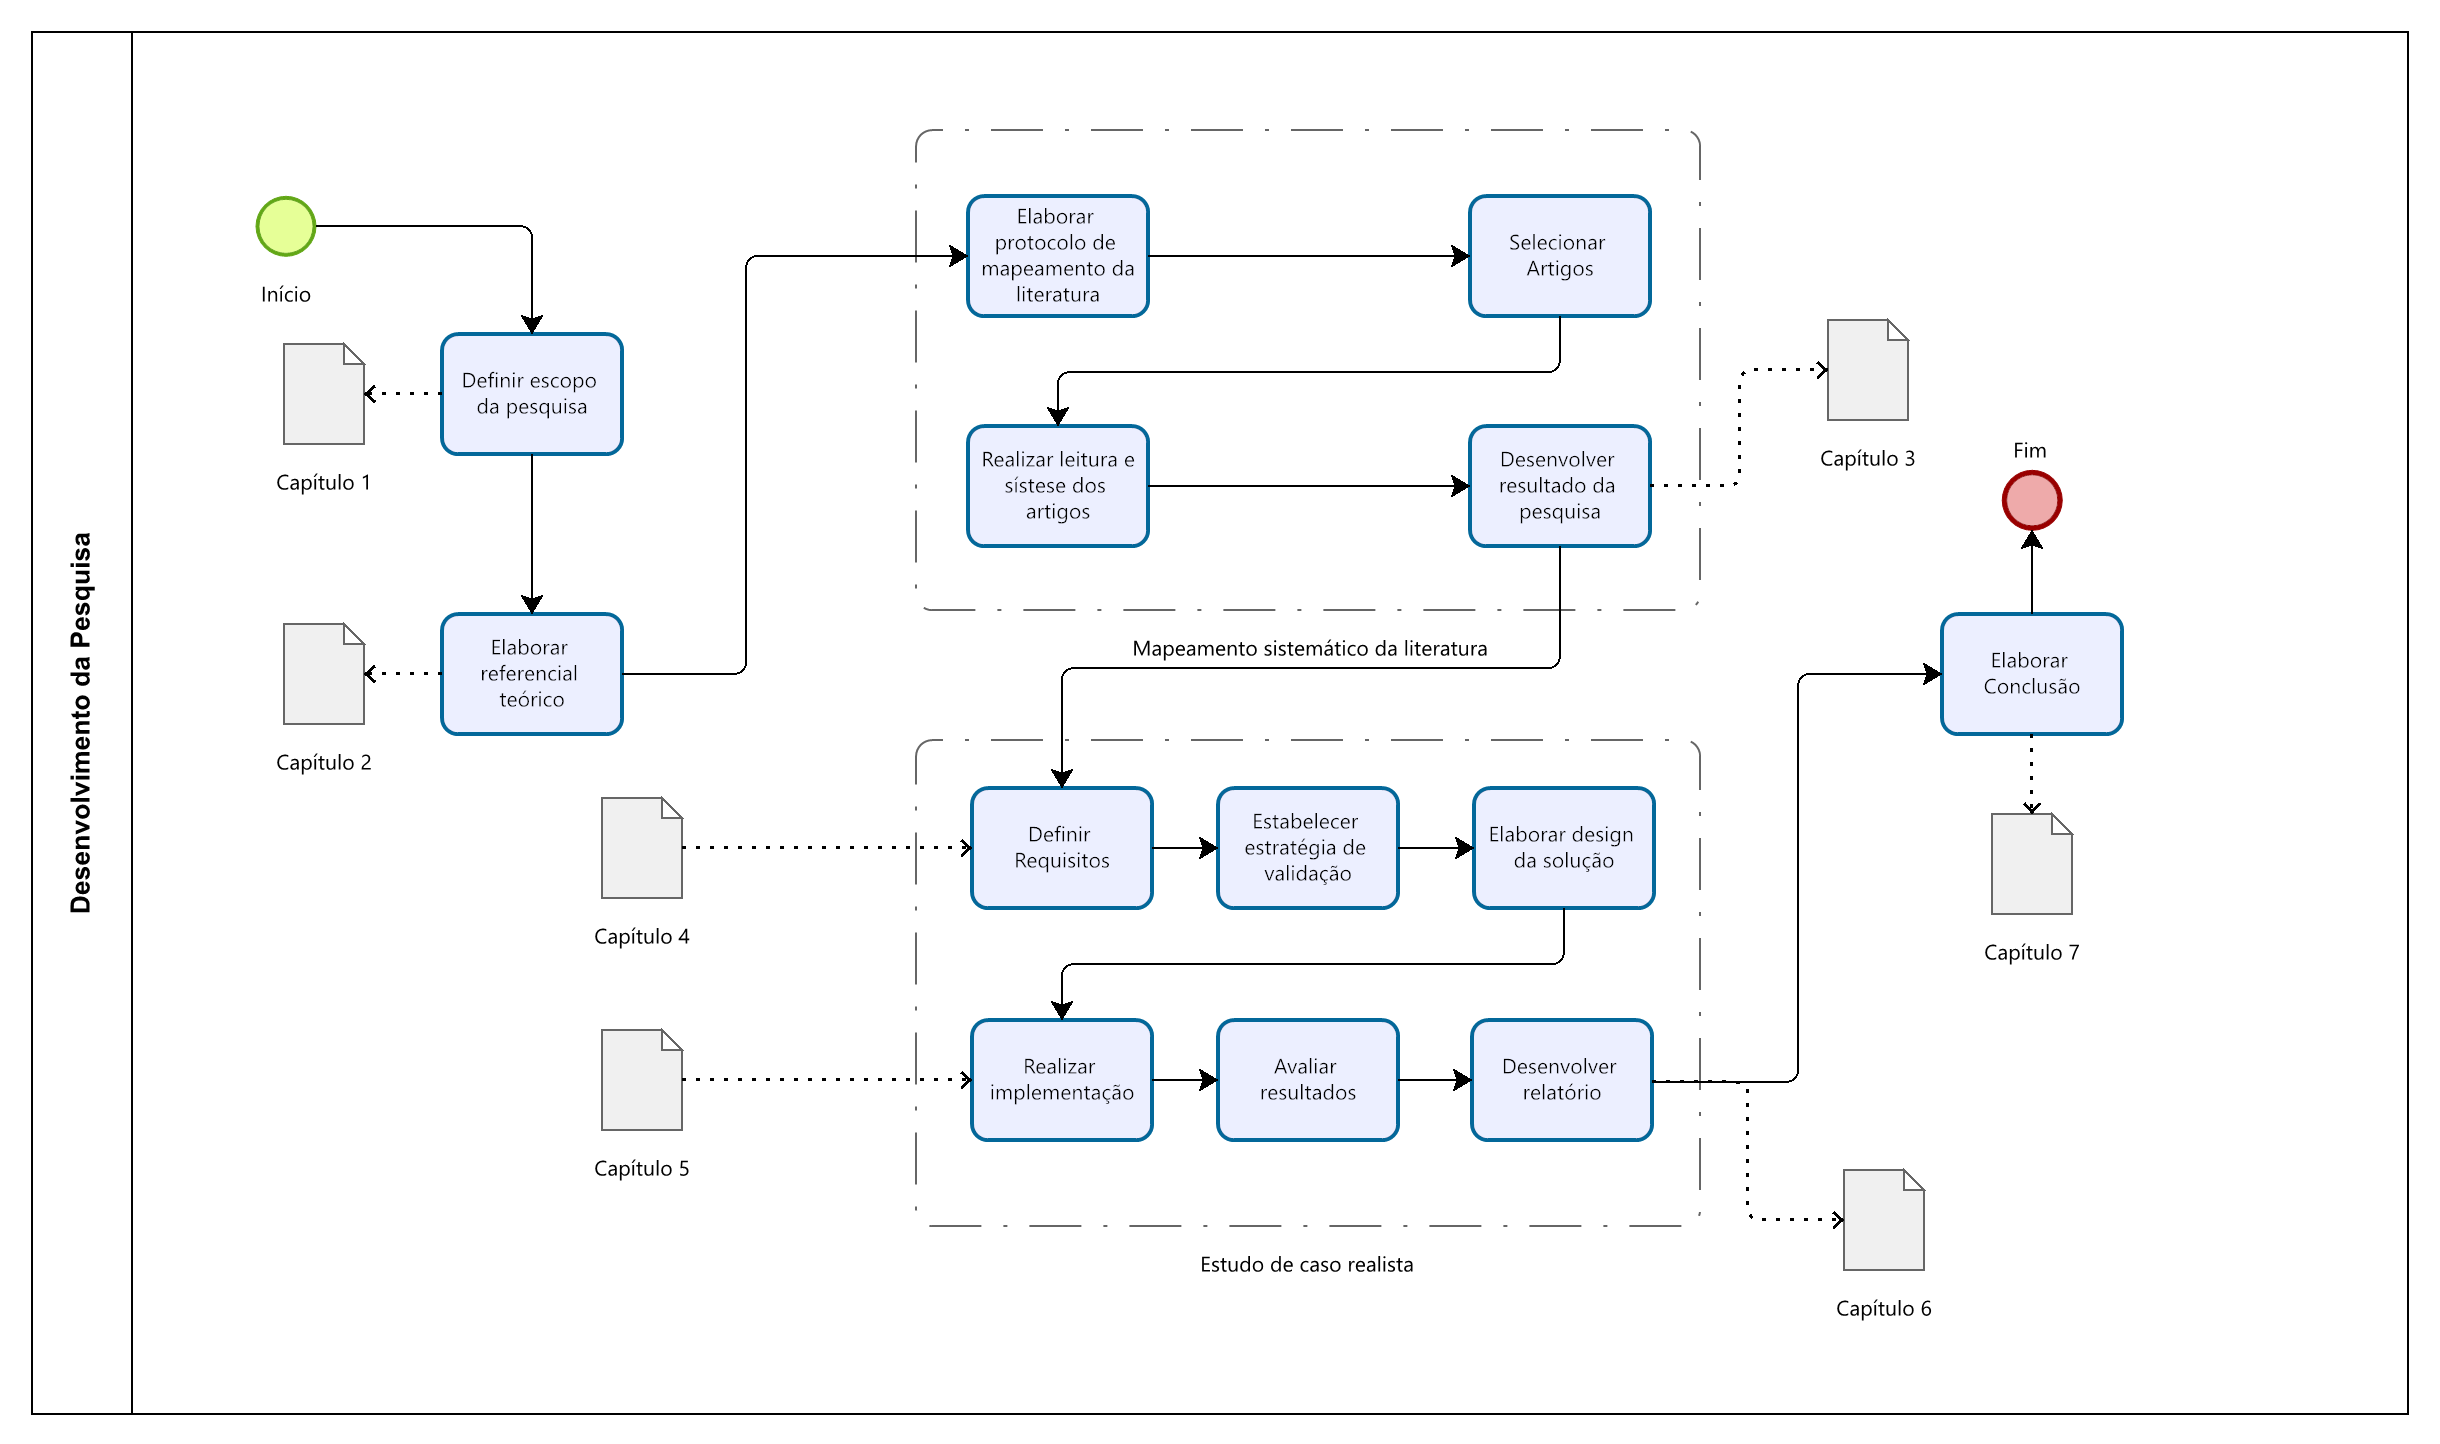 Desenvolvimento da Pesquisa
Início
Definir escopo
da pesquisa
Capítulo 1
Elaborar
referencial
teórico
Capítulo 2
Elaborar
protocolo de
mapeamento da
literatura
Selecionar
Artigos
Realizar leitura e
sístese dos
artigos
Desenvolver
resultado da
pesquisa
Capítulo 3
Mapeamento sistemático da literatura
Definir
Requisitos
Estabelecer
estratégia de
validação
Elaborar design
da solução
Capítulo 4
Realizar
implementação
Avaliar
resultados
Desenvolver
relatório
Capítulo 5
Estudo de caso realista
Capítulo 6
Fim
Elaborar
Conclusão
Capítulo 7